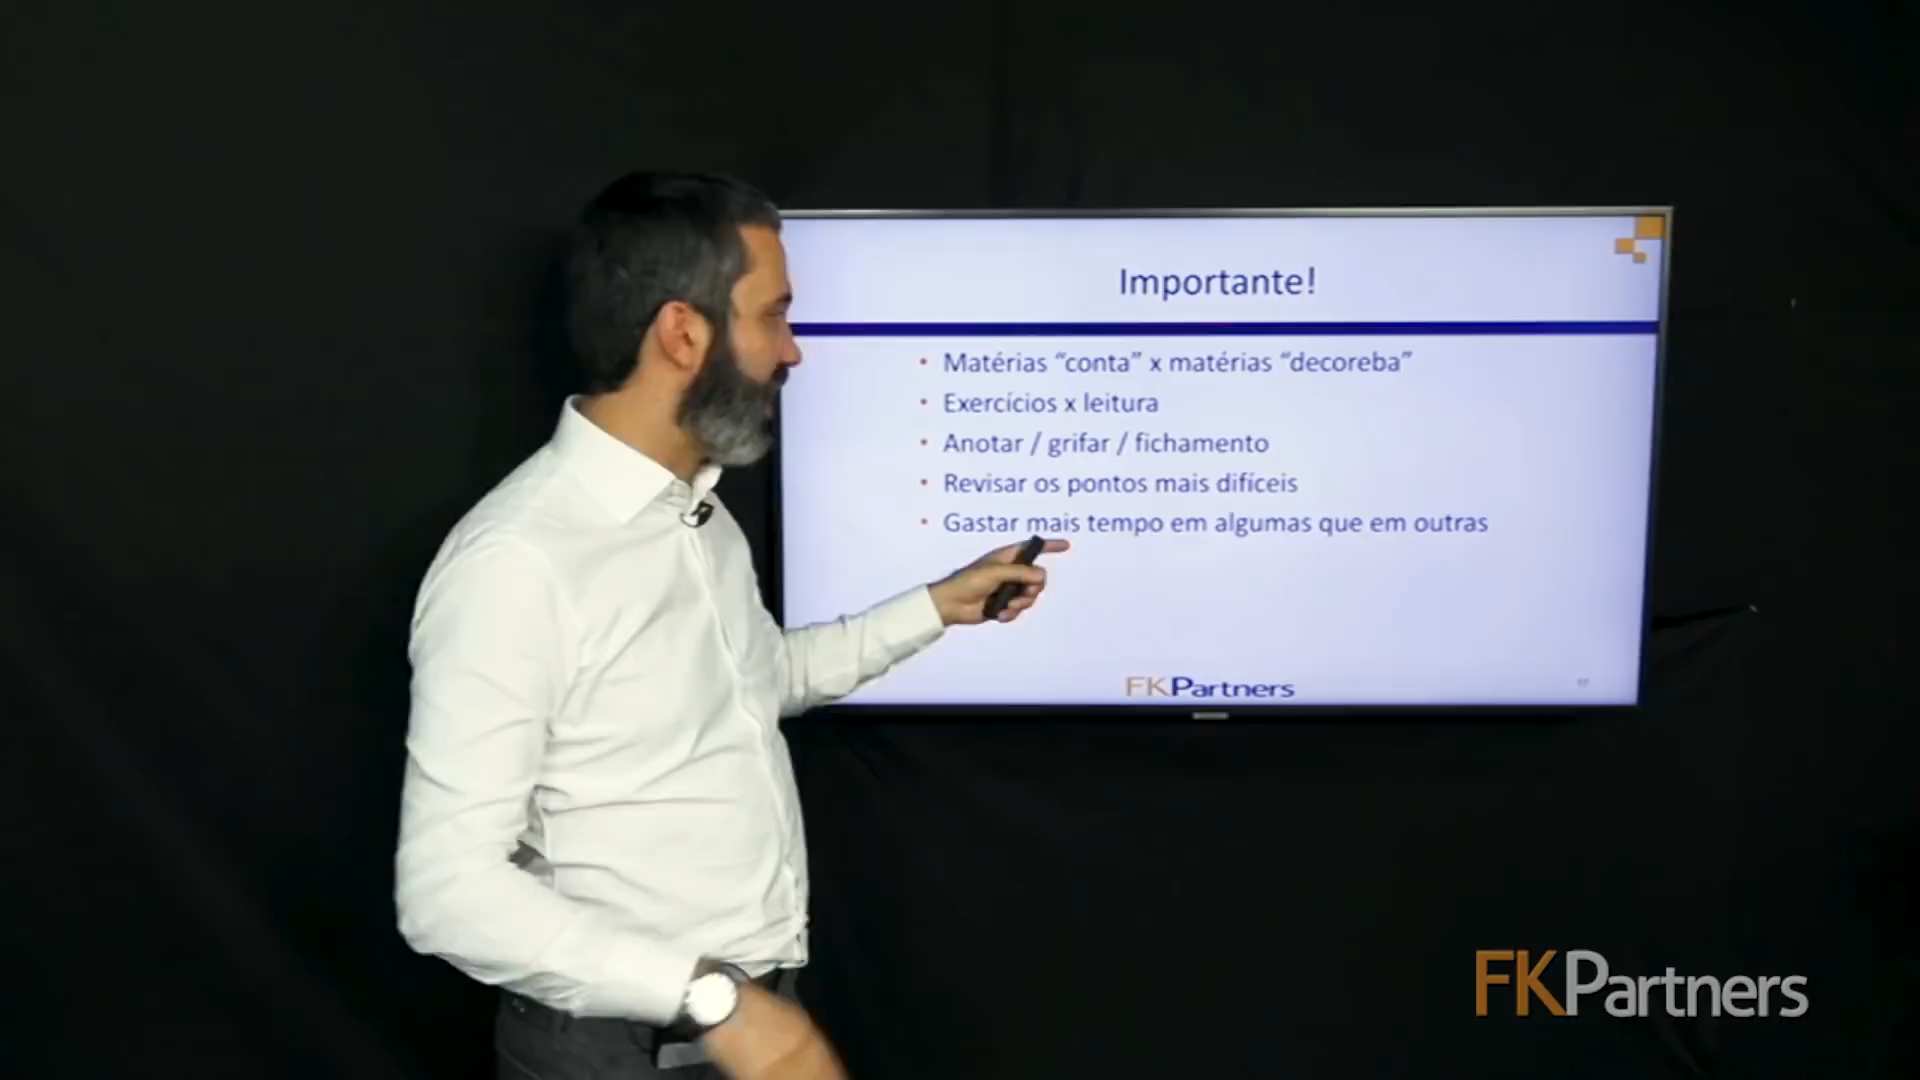 Importante!
• Matérias “conta” x matérias “decoreba”
• Exercícios x leitura
• Anotar / grifar / fichamento
• Revisar os pontos mais difíceis
• Gastar mais tempo em algumas que em outras
FKPartners
FKPartners